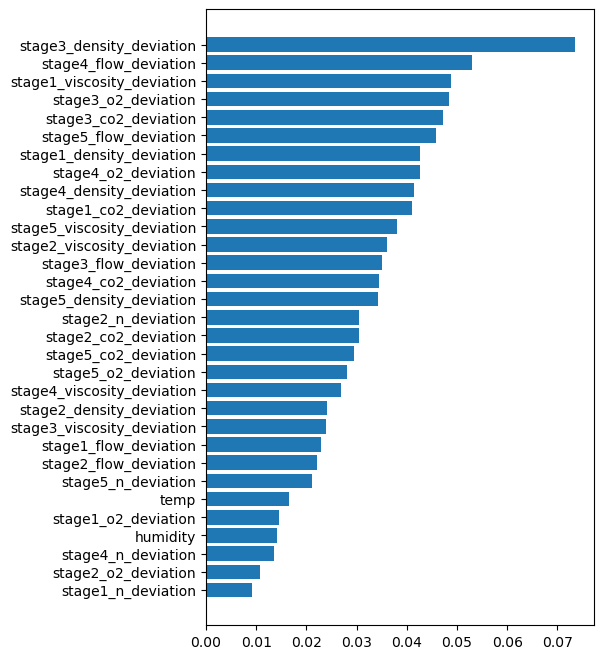 stage3_density_deviation
stage4_flow_deviation
stage1_viscosity_deviation
stage3_o2_deviation
stage3_co2_deviation
stage5_flow_deviation
stage1_density_deviation
stage4_o2_deviation
stage4_density_deviation
stage1_co2_deviation
stage5_viscosity_deviation
stage2_viscosity_deviation
stage3_flow_deviation
stage4_co2_deviation
stage5_density_deviation
stage2_n_deviation
stage2_co2_deviation
stage5_co2_deviation
stage5_o2_deviation
stage4_viscosity_deviation
stage2_density_deviation
stage3_viscosity_deviation
stage1_flow_deviation
stage2_flow_deviation
stage5_n_deviation
temp
stage1_o2_deviation
humidity
stage4_n_deviation
stage2_o2_deviation
stage1_n_deviation
0.00 0.01 0.02 0.03 0.04 0.05 0.06 0.07